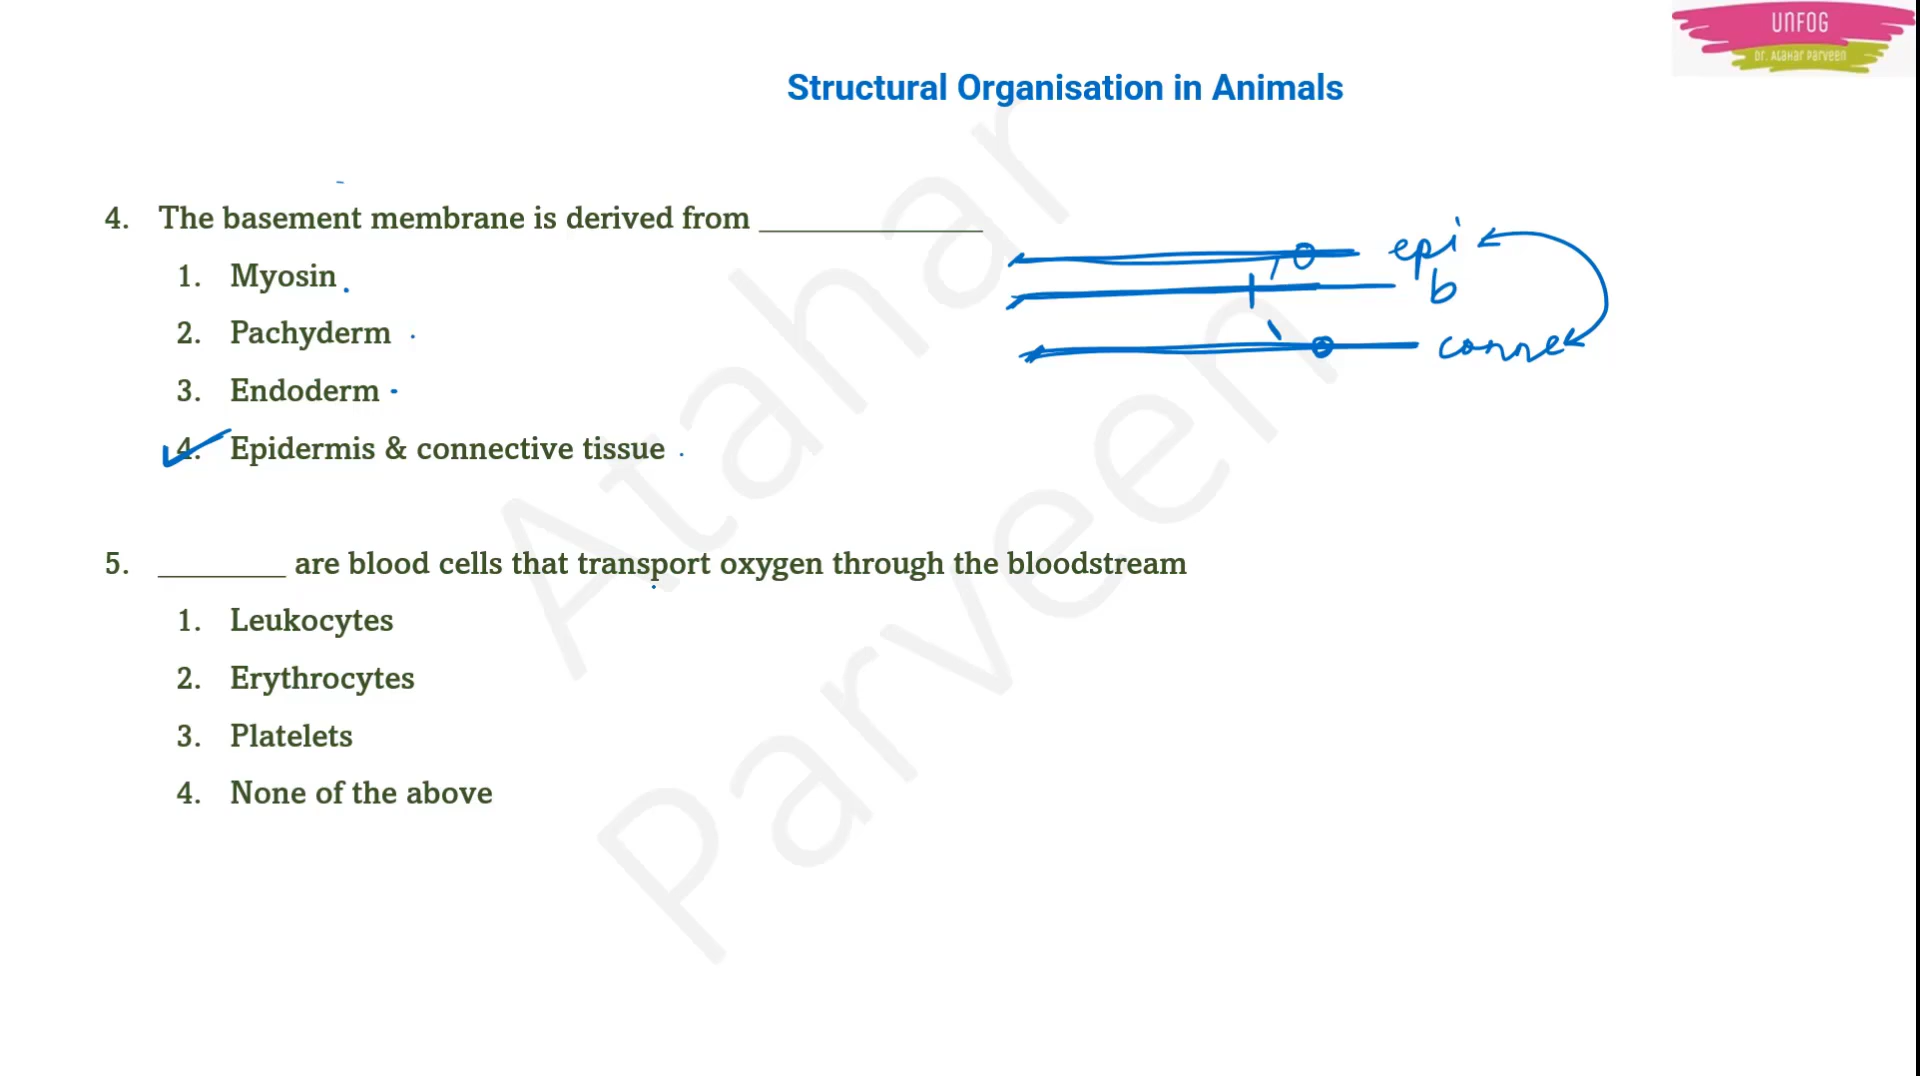 UNFOG
Dr. Atahar Parveen
Structural Organisation in Animals
4. The basement membrane is derived from ______________
1. Myosin
2. Pachyderm
3. Endoderm
4. Epidermis & connective tissue
epi
b
conne
5. ________ are blood cells that transport oxygen through the bloodstream
1. Leukocytes
2. Erythrocytes
3. Platelets
4. None of the above
Atahar
Parveen